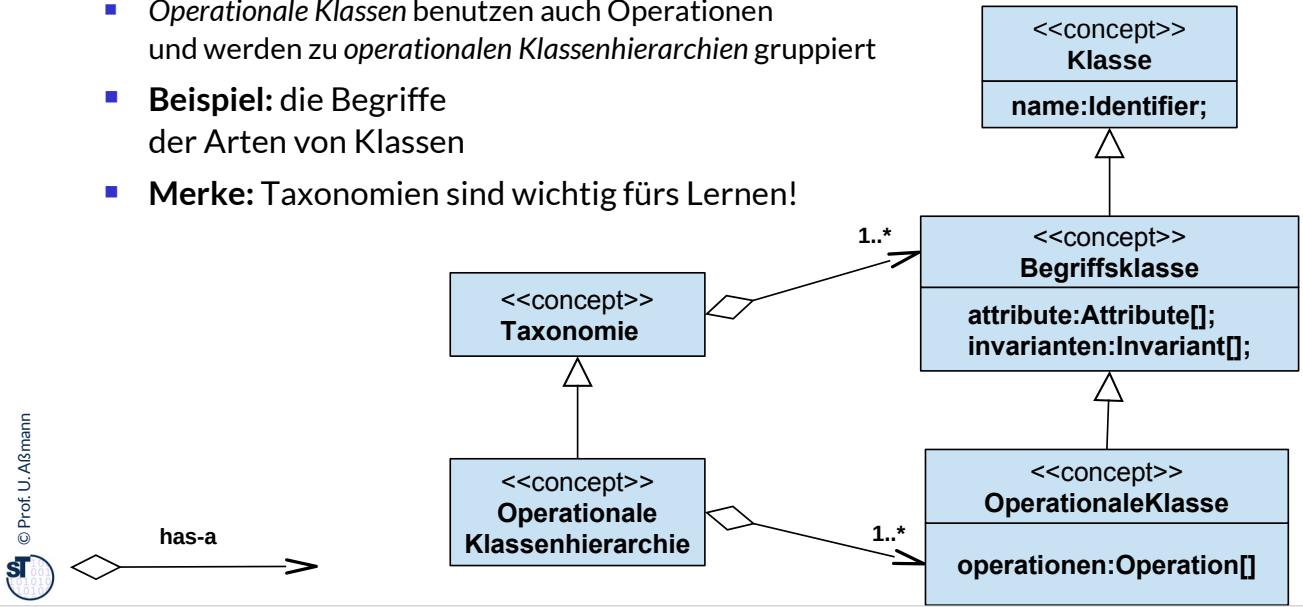 Operationale Klassen benutzen auch Operationen
und werden zu operationalen Klassenhierarchien gruppiert
Beispiel: die Begriffe
der Arten von Klassen
Merke: Taxonomien sind wichtig fürs Lernen!
<<concept>>
Klasse
name:Identifier;
1..*
<<concept>>
Begriffsklasse
attribute:Attribute[];
invarianten:Invariant[];
<<concept>>
Taxonomie
<<concept>>
Operationale
Klassenhierarchie
1..*
<<concept>>
OperationaleKlasse
operationen:Operation[]
has-a
© Prof. U. Aßmann
ST